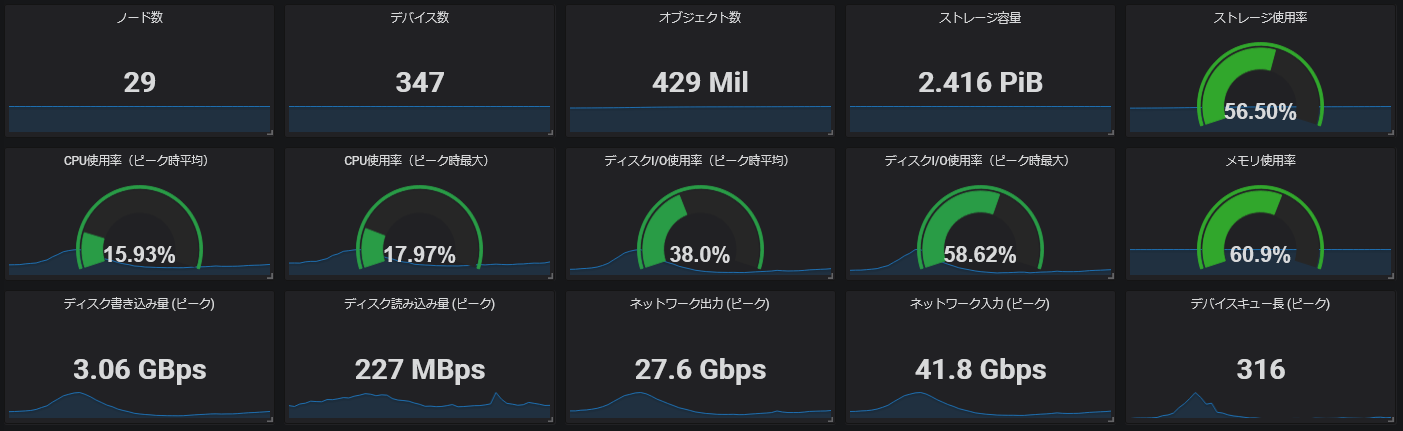 ノード数
デバイス数
オブジェクト数
ストレージ容量
ストレージ使用率
29
347
429 Mil
2.416 PiB
56.50%
CPU使用率（ピーク時平均）
CPU使用率（ピーク時最大）
ディスクI/O使用率（ピーク時平均）
ディスクI/O使用率（ピーク時最大）
メモリ使用率
15.93%
17.97%
38.0%
58.62%
60.9%
ディスク書き込み量 (ピーク)
ディスク読み込み量 (ピーク)
ネットワーク出力 (ピーク)
ネットワーク入力 (ピーク)
デバイスキュー長 (ピーク)
3.06 GBps
227 MBps
27.6 Gbps
41.8 Gbps
316